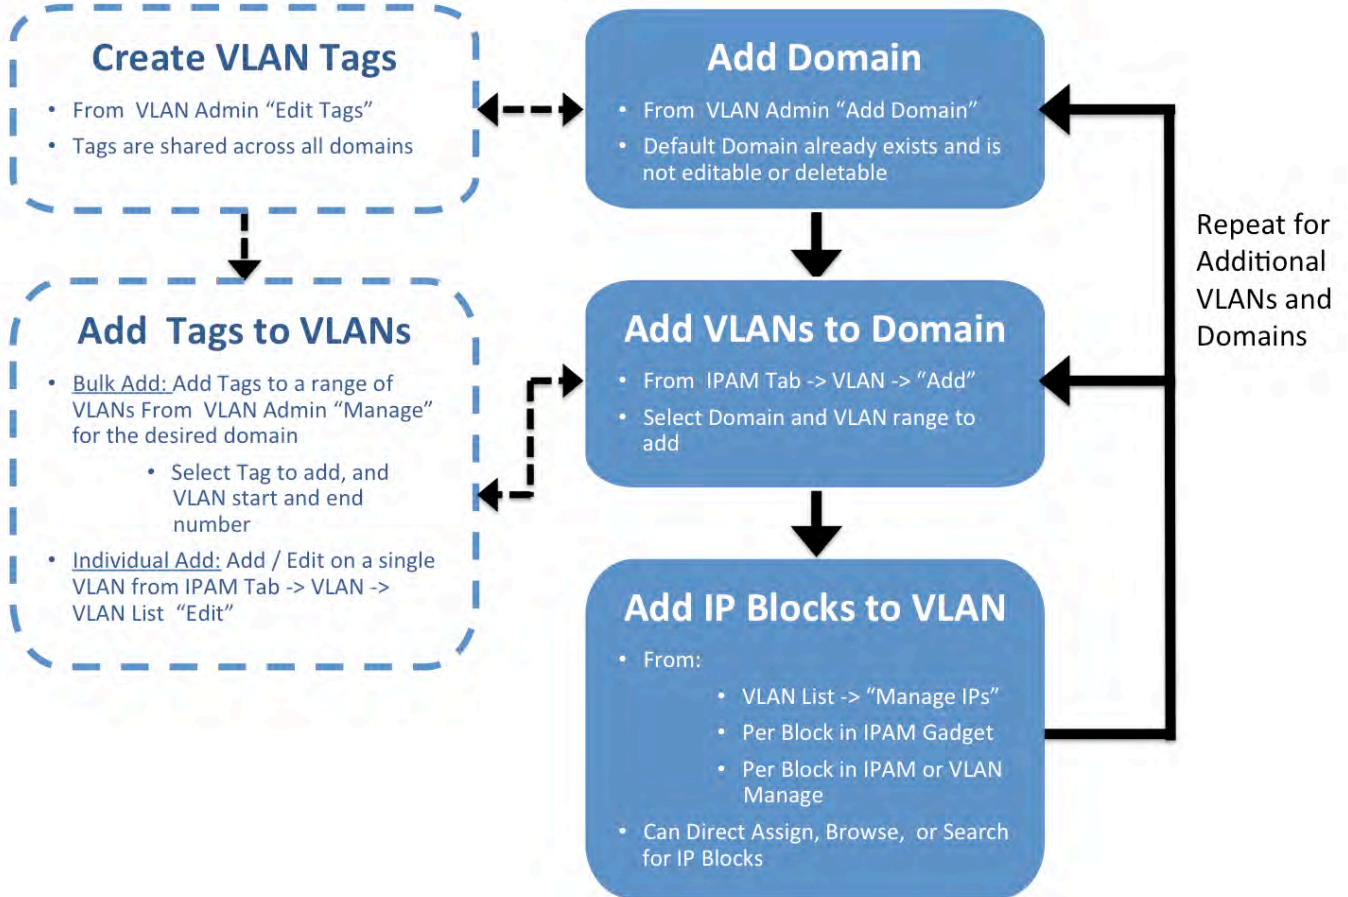 Create VLAN Tags
• From VLAN Admin “Edit Tags”
• Tags are shared across all domains
Add Domain
• From VLAN Admin “Add Domain”
• Default Domain already exists and is
not editable or deletable
Repeat for
Additional
VLANs and
Domains
Add Tags to VLANs
• Bulk Add: Add Tags to a range of
VLANs From VLAN Admin “Manage”
for the desired domain
• Select Tag to add, and
VLAN start and end
number
• Individual Add: Add / Edit on a single
VLAN from IPAM Tab -> VLAN ->
VLAN List “Edit”
Add VLANs to Domain
• From IPAM Tab -> VLAN -> “Add”
• Select Domain and VLAN range to
add
Add IP Blocks to VLAN
• From:
• VLAN List -> “Manage IPs”
• Per Block in IPAM Gadget
• Per Block in IPAM or VLAN
Manage
• Can Direct Assign, Browse, or Search
for IP Blocks